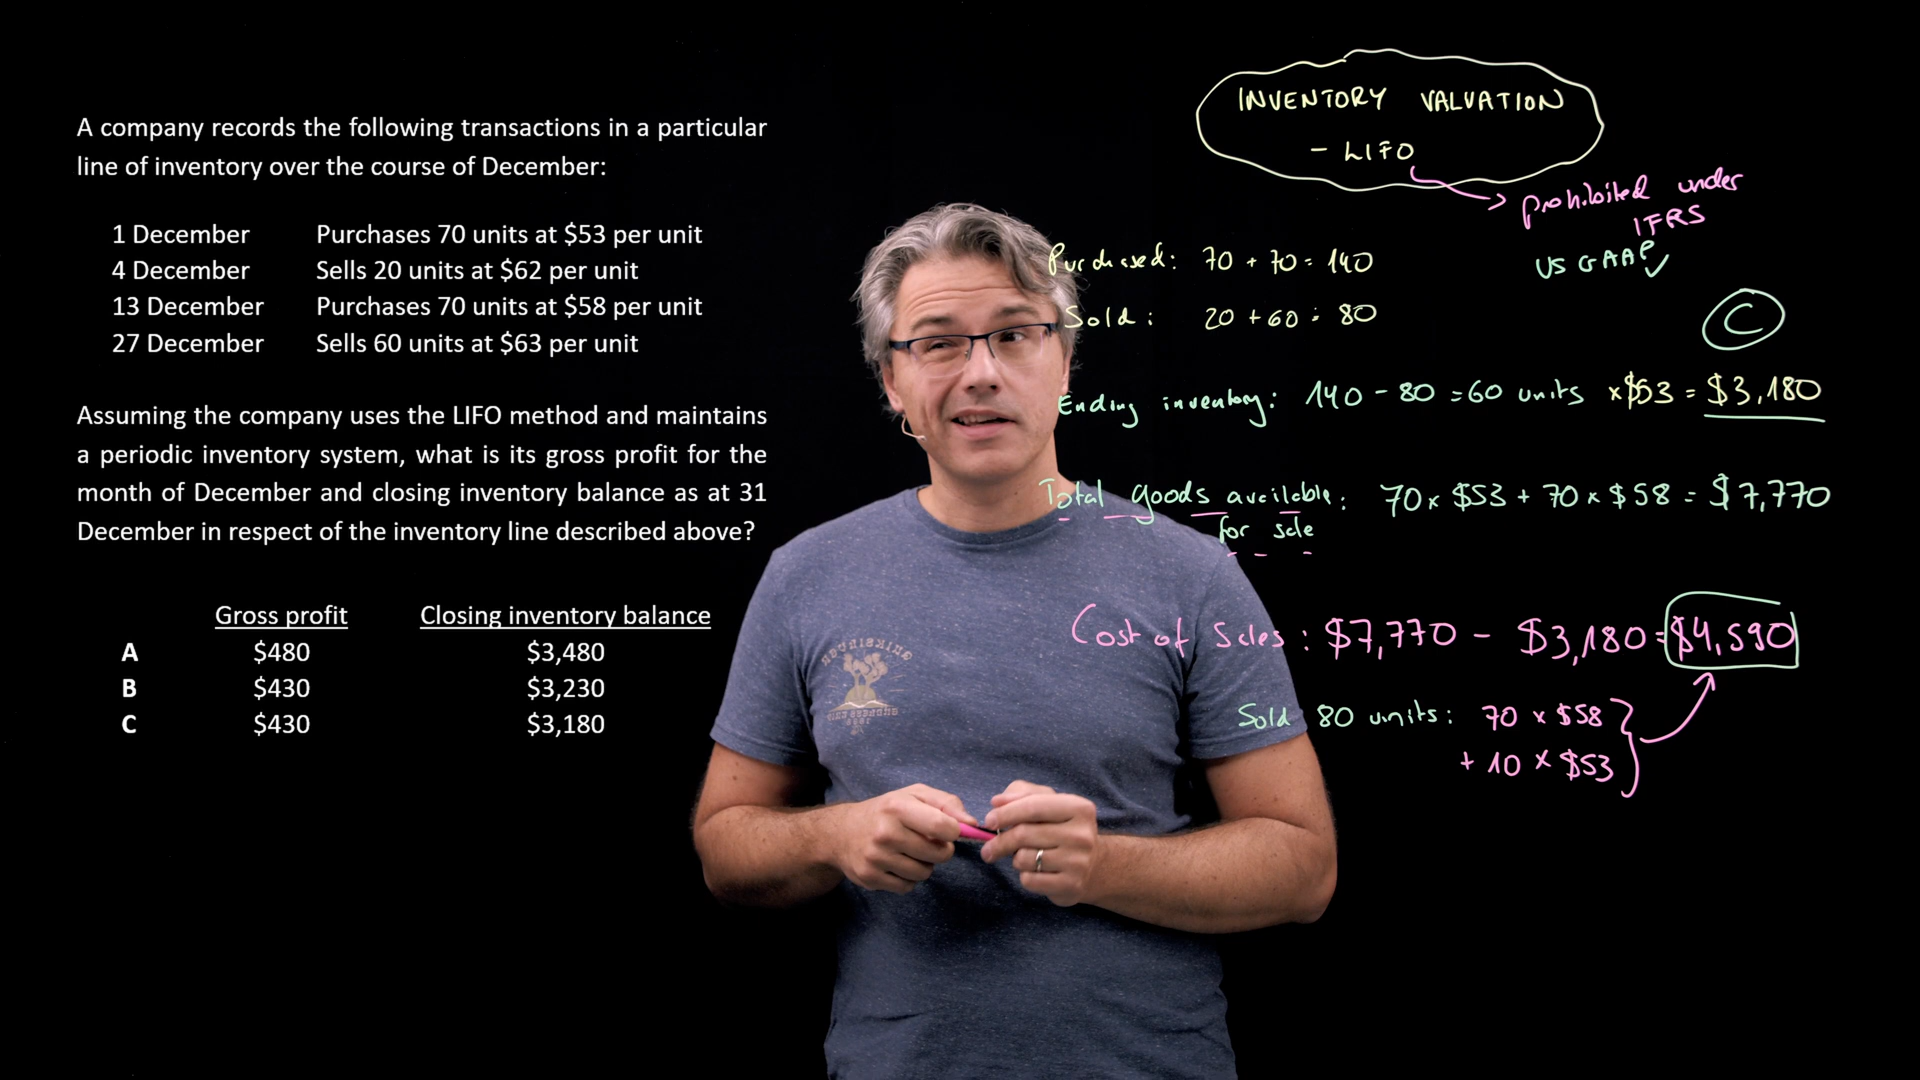 A company records the following transactions in a particular
line of inventory over the course of December:
1 December Purchases 70 units at $53 per unit
4 December Sells 20 units at $62 per unit
13 December Purchases 70 units at $58 per unit
27 December Sells 60 units at $63 per unit
Assuming the company uses the LIFO method and maintains
a periodic inventory system, what is its gross profit for the
month of December and closing inventory balance as at 31
December in respect of the inventory line described above?
Gross profit Closing inventory balance
A $480 $3,480
B $430 $3,230
C $430 $3,180
INVENTORY VALUATION
- LIFO
prohibited under
IFRS
US GAAP ✓
Purchased: 70 + 70 = 140
Sold: 20 + 60 = 80
C
Ending inventory: 140 - 80 = 60 units × $53 = $3,180
Total goods available: 70 × $53 + 70 × $58 = $7,770
for sale
Cost of Sales: $7,770 - $3,180 = $4,590
Sold 80 units: 70 × $58
+ 10 × $53